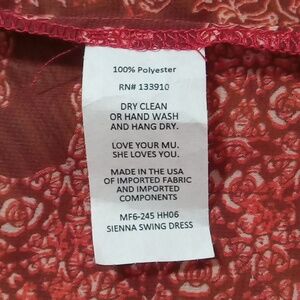 100% Polyester
RN# 133910
DRY CLEAN
OR HAND WASH
AND HANG DRY.
LOVE YOUR MU.
SHE LOVES YOU.
MADE IN THE USA
OF IMPORTED FABRIC
AND IMPORTED
COMPONENTS
MF6-245 HH06
SIENNA SWING DRESS